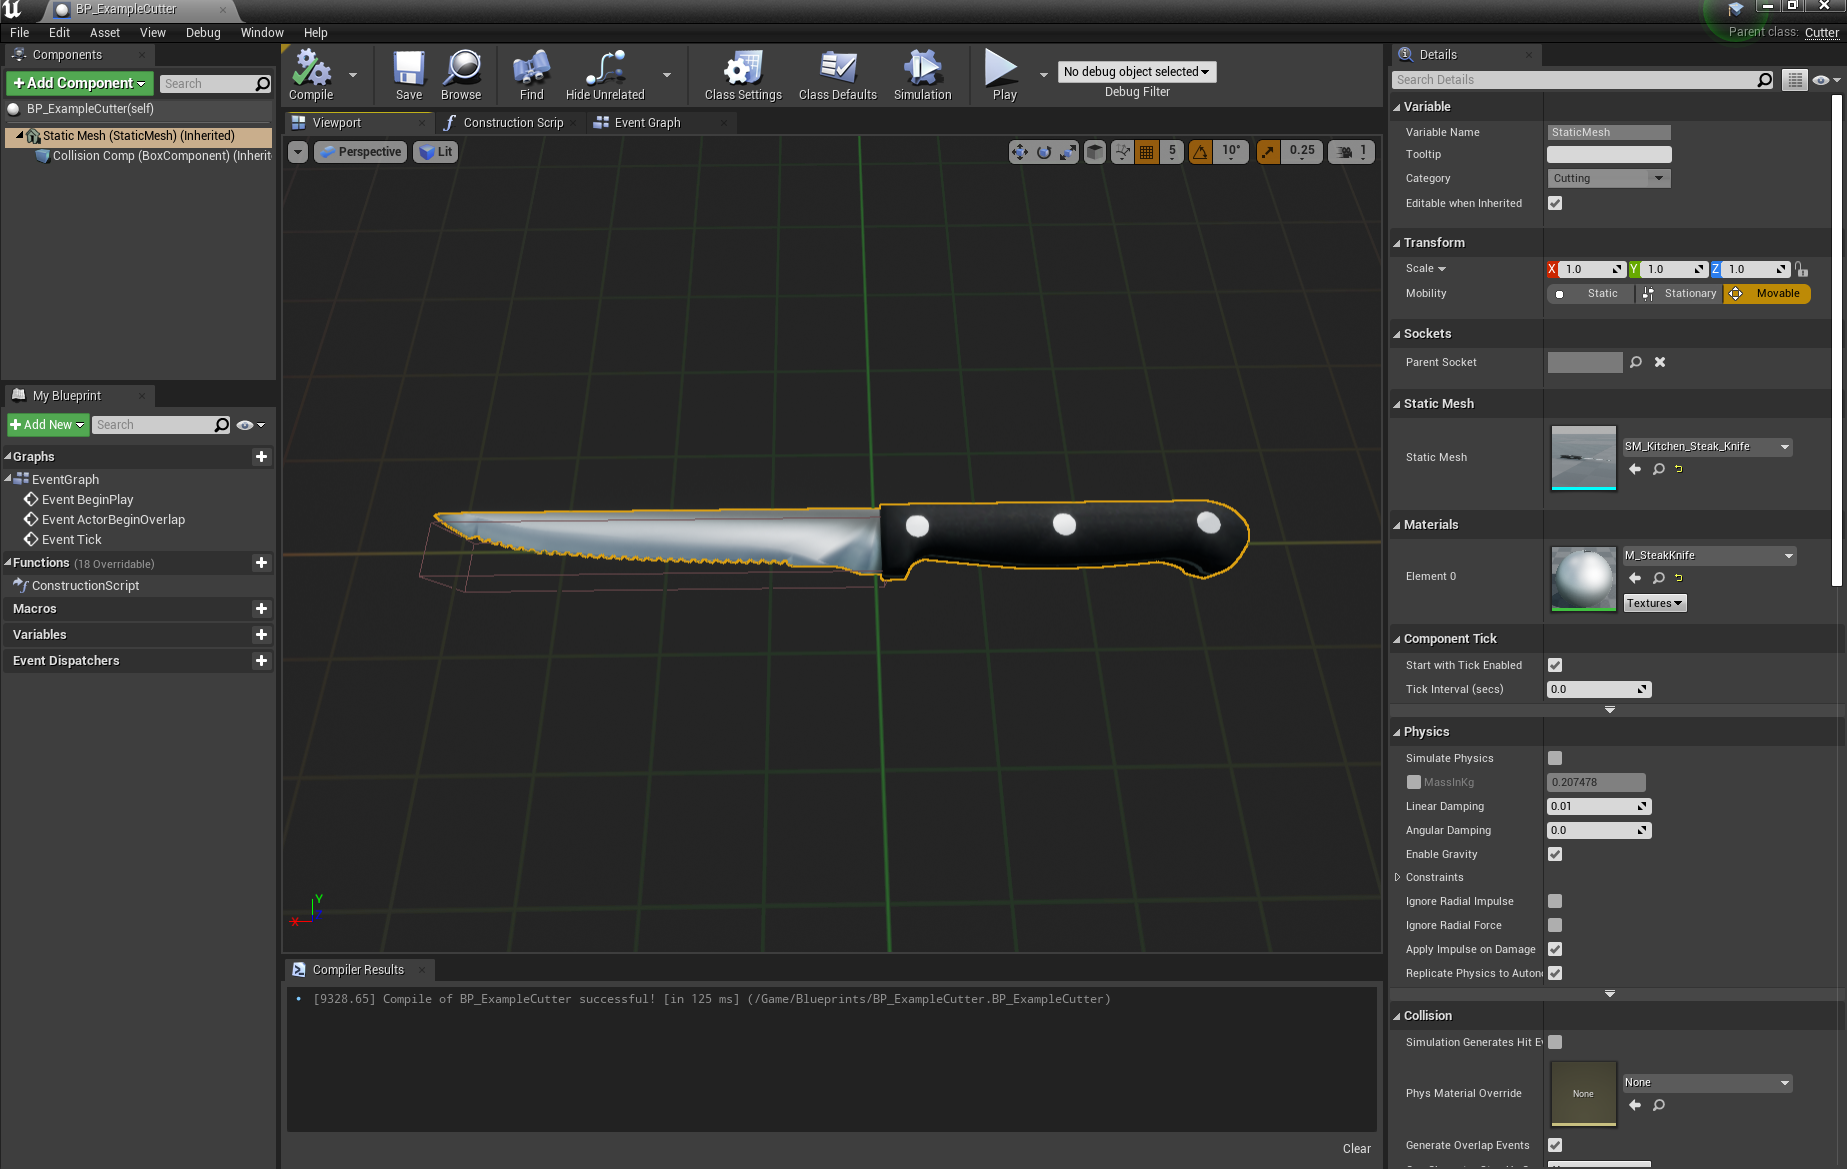 BP_ExampleCutter
File Edit Asset View Debug Window Help
Parent class: Cutter
Components
Add Component
Search
BP_ExampleCutter(self)
Static Mesh (StaticMesh) (Inherited)
Collision Comp (BoxComponent) (Inherit
My Blueprint
Add New
Search
Graphs
EventGraph
Event BeginPlay
Event ActorBeginOverlap
Event Tick
Functions (18 Overridable)
ConstructionScript
Macros
Variables
Event Dispatchers
Compile
Save
Browse
Find
Hide Unrelated
Class Settings
Class Defaults
Simulation
Play
No debug object selected
Debug Filter
Viewport
Construction Scrip
Event Graph
Perspective
Lit
5
10°
0.25
1
X
Y
Z
Compiler Results
[9328.65] Compile of BP_ExampleCutter successful! [in 125 ms] (/Game/Blueprints/BP_ExampleCutter.BP_ExampleCutter)
Clear
Details
Search Details
Variable
Variable Name StaticMesh
Tooltip
Category Cutting
Editable when Inherited
Transform
Scale X 1.0 Y 1.0 Z 1.0
Mobility Static Stationary Movable
Sockets
Parent Socket
Static Mesh
Static Mesh SM_Kitchen_Steak_Knife
Materials
Element 0 M_SteakKnife
Textures
Component Tick
Start with Tick Enabled
Tick Interval (secs) 0.0
Physics
Simulate Physics
MassInKg 0.207478
Linear Damping 0.01
Angular Damping 0.0
Enable Gravity
Constraints
Ignore Radial Impulse
Ignore Radial Force
Apply Impulse on Damage
Replicate Physics to Auton
Collision
Simulation Generates Hit Ev
Phys Material Override None None
Generate Overlap Events